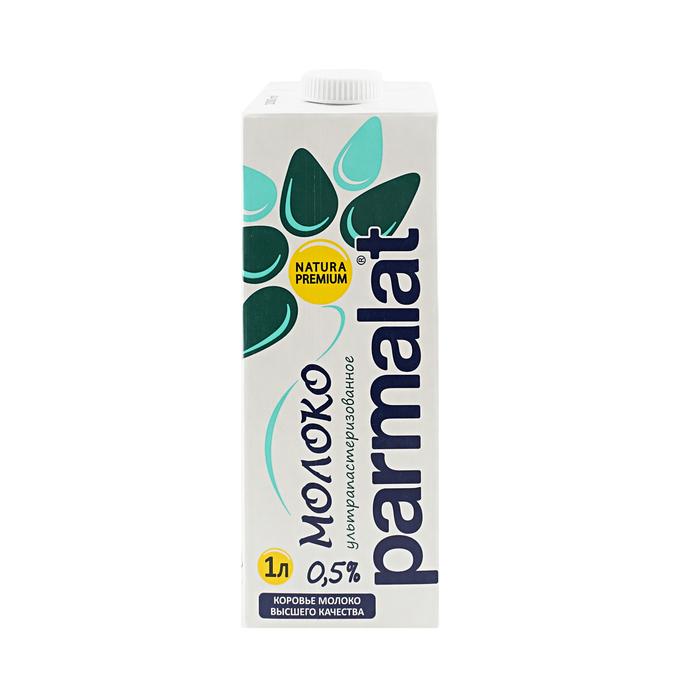 NATURA
PREMIUM
parmalat®
Молоко
ультрапастеризованное
1л
0,5%
КОРОВЬЕ МОЛОКО
ВЫСШЕГО КАЧЕСТВА